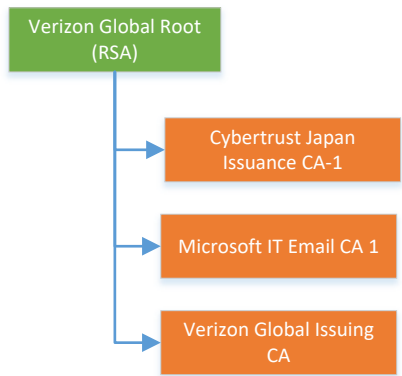 Verizon Global Root
(RSA)
Cybertrust Japan
Issuance CA-1
Microsoft IT Email CA 1
Verizon Global Issuing
CA